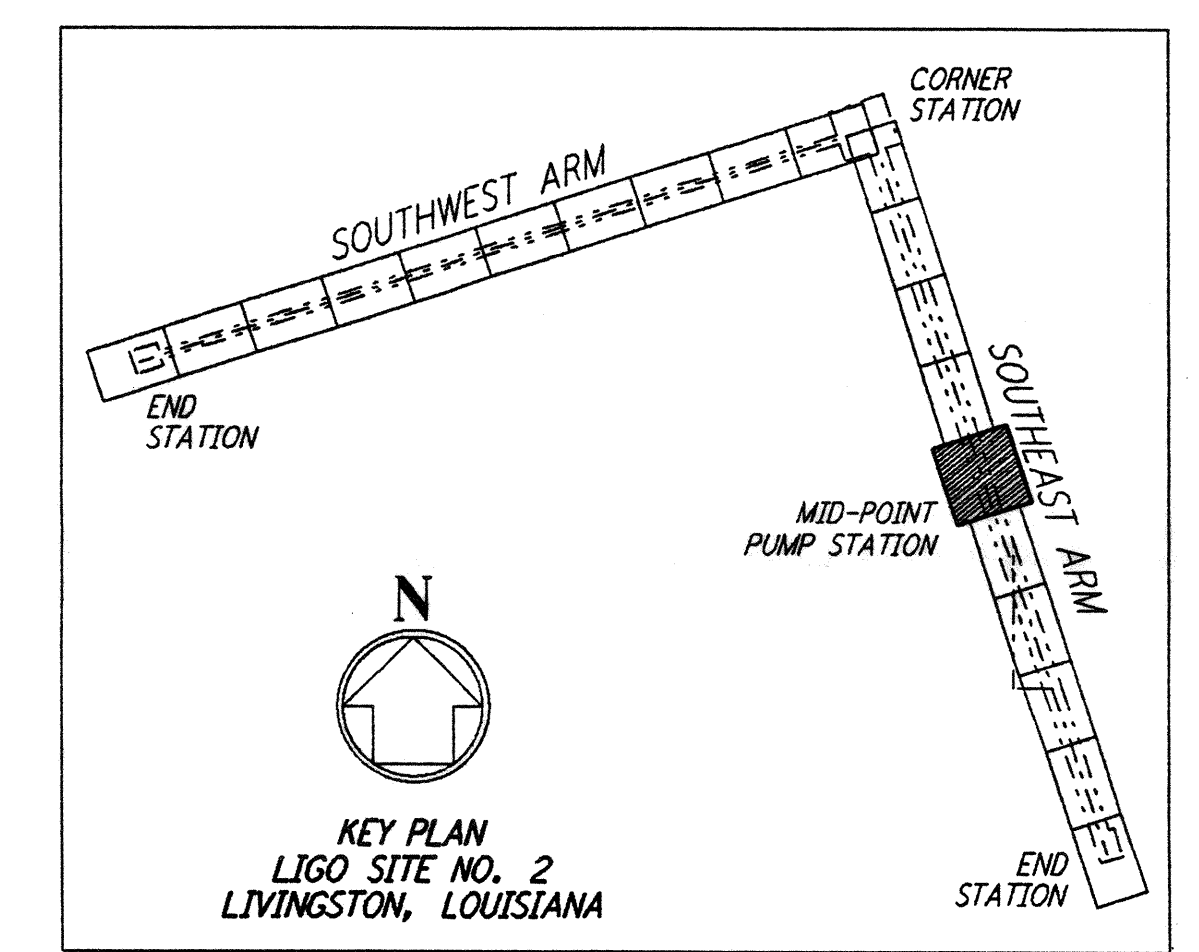 CORNER
STATION
SOUTHWEST ARM
END
STATION
SOUTHEAST ARM
MID-POINT
PUMP STATION
N
KEY PLAN
LIGO SITE NO. 2
LIVINGSTON, LOUISIANA
END
STATION